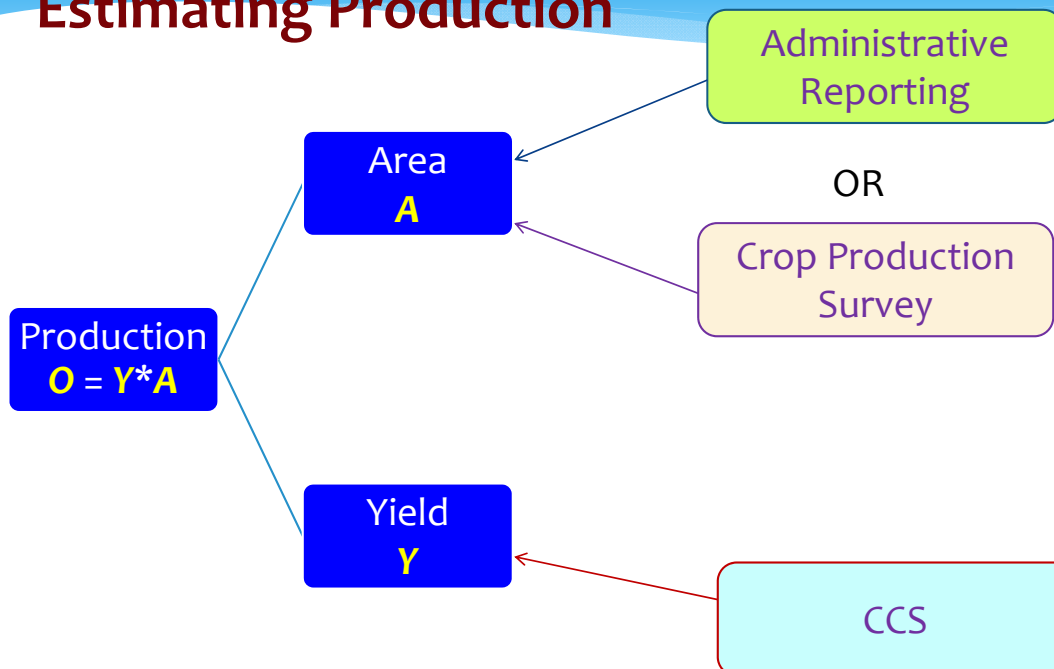 Estimating Production
Administrative
Reporting
Area
A
OR
Crop Production
Survey
Production
O = Y*A
Yield
Y
CCS